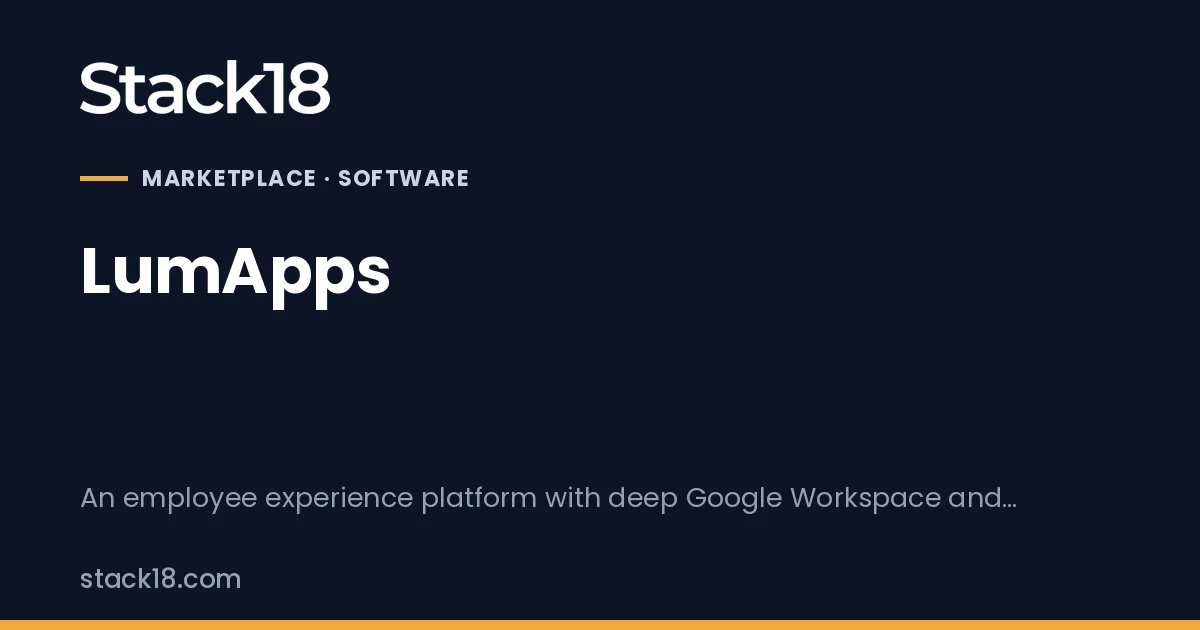 Stack18
MARKETPLACE · SOFTWARE
LumApps
An employee experience platform with deep Google Workspace and…
stack18.com